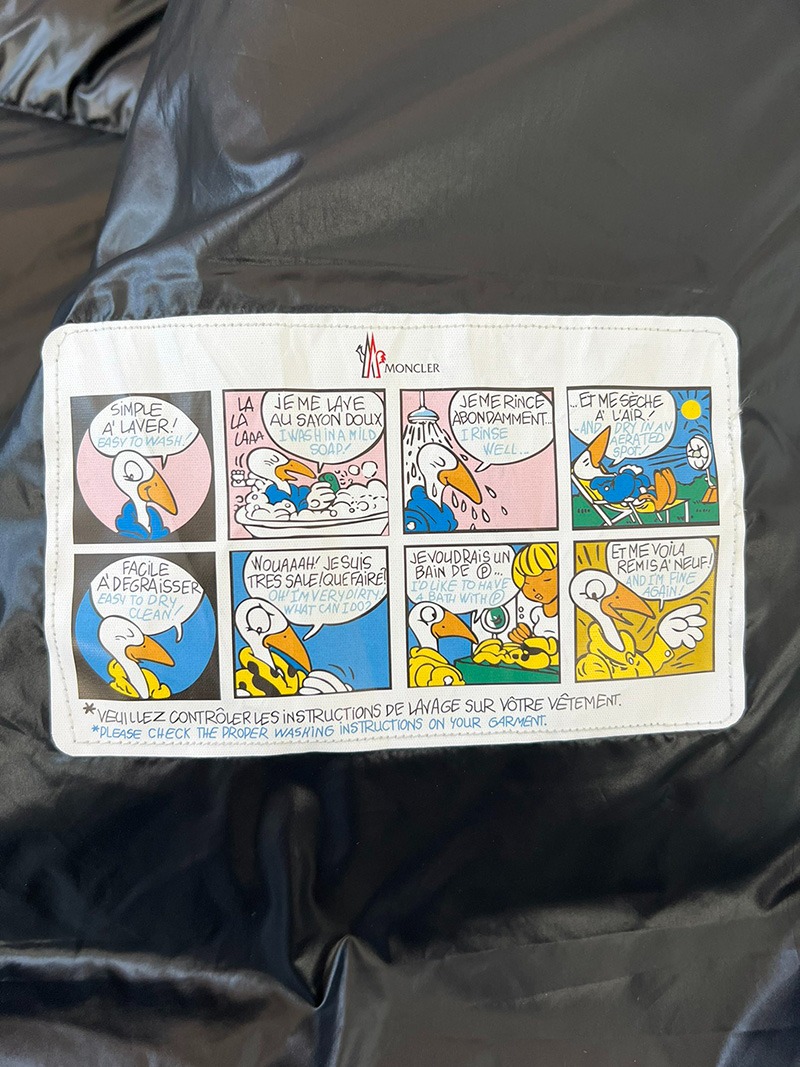 MONCLER
SIMPLE
A' LAVER!
EASY TO WASH!
LA
LA
LAAA
JE ME LAVE
AU SAVON DOUX
I WASH IN A MILD
SOAP!
JE ME RINCE
ABONDAMMENT...
I RINSE
WELL...
...ET ME SÈCHE
A' L'AIR!
-AND I DRY IN AN
AERATED
SPOT!
FACILE
A' DEGRAISSER
EASY TO DRY
CLEAN!
WOUAAAH! JE SUIS
TRES SALE! QUE FAIRE?
OH! I'M VERY DIRTY
WHAT CAN I DO?
JE VOUDRAIS UN
BAIN DE Ⓟ...
I'D LIKE TO HAVE
A BATH WITH Ⓟ
ET ME VOILA
REMIS A' NEUF!
AND I'M FINE
AGAIN!
*VEUILLEZ CONTRÔLER LES INSTRUCTIONS DE LAVAGE SUR VÔTRE VÊTEMENT.
*PLEASE CHECK THE PROPER WASHING INSTRUCTIONS ON YOUR GARMENT.